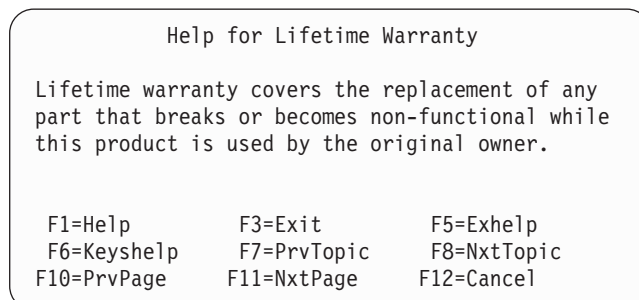 Help for Lifetime Warranty
Lifetime warranty covers the replacement of any
part that breaks or becomes non-functional while
this product is used by the original owner.
F1=Help F3=Exit F5=Exhelp
F6=Keyshelp F7=PrvTopic F8=NxtTopic
F10=PrvPage F11=NxtPage F12=Cancel